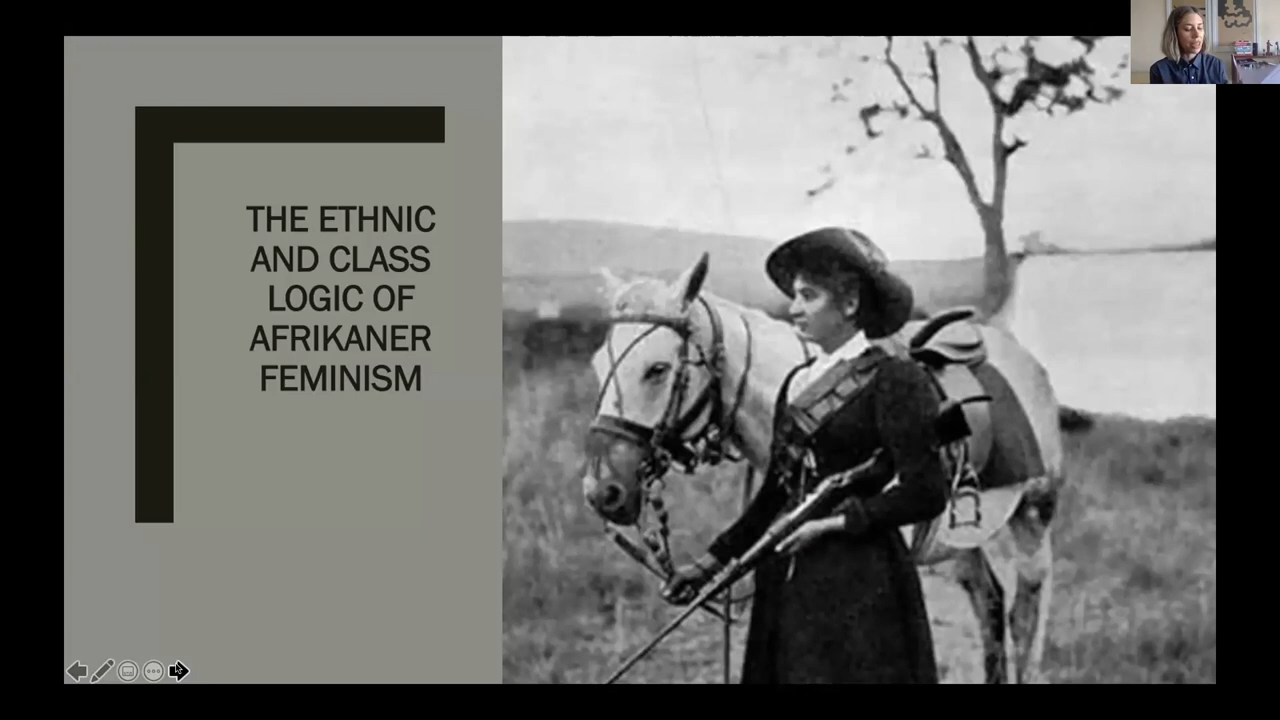 THE ETHNIC
AND CLASS
LOGIC OF
AFRIKANER
FEMINISM